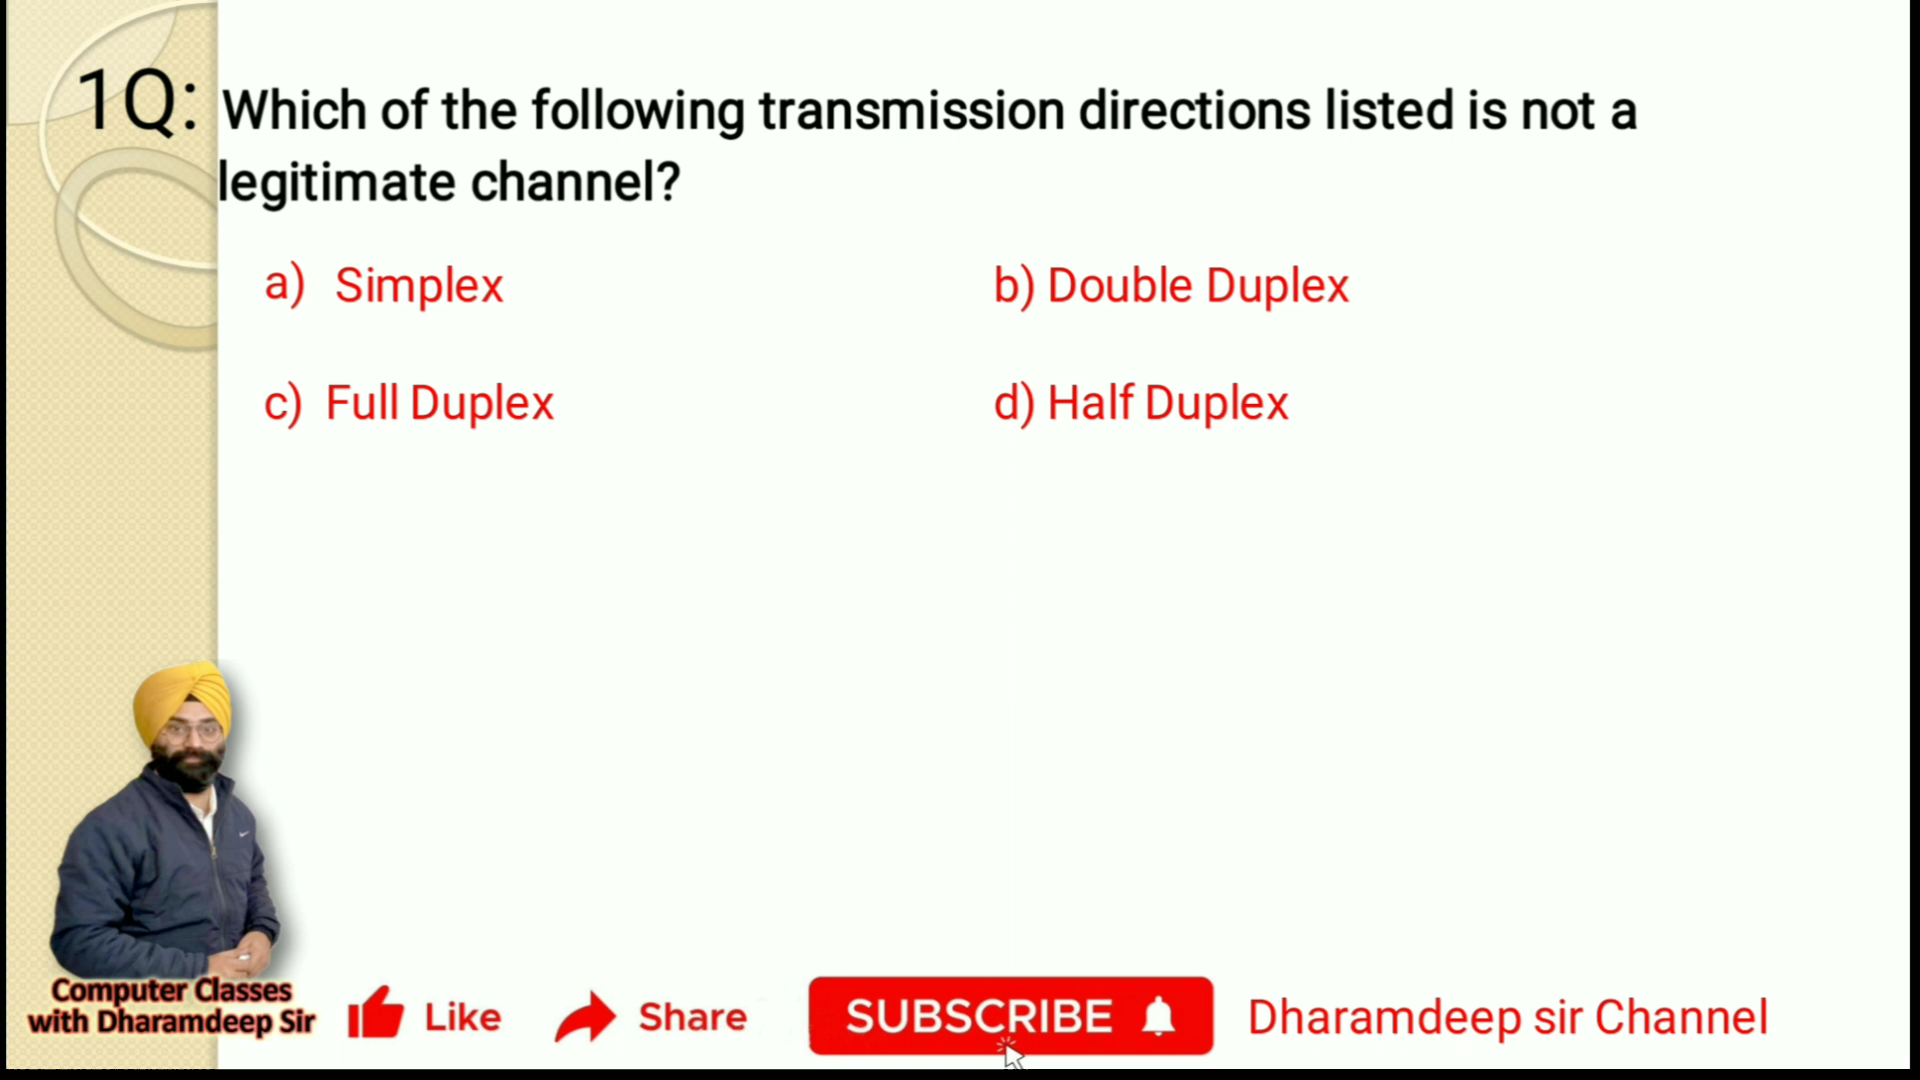 1Q: Which of the following transmission directions listed is not a
legitimate channel?
a) Simplex
b) Double Duplex
c) Full Duplex
d) Half Duplex
Computer Classes
with Dharamdeep Sir
Like
Share
SUBSCRIBE
Dharamdeep sir Channel